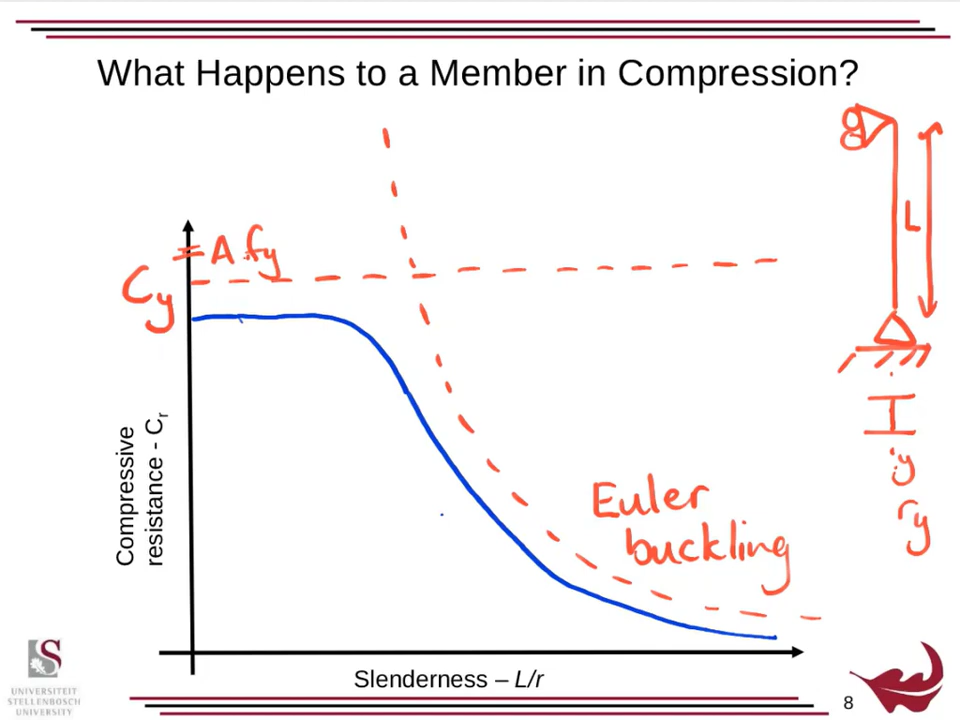 What Happens to a Member in Compression?
= A fy
Cy
L
I
y
ry
Compressive
resistance - Cr
Euler
buckling
Slenderness – L/r
UNIVERSITEIT
STELLENBOSCH
UNIVERSITY
8